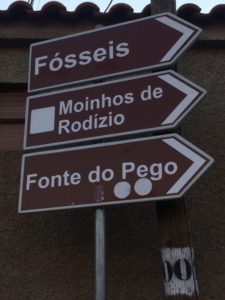 Fósseis
Moinhos de
Rodízio
Fonte do Pego